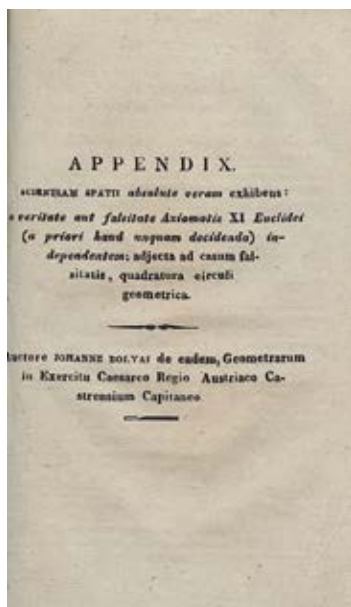 APPENDIX.
SCIENTIAM SPATII absolute veram exhibens:
veritate aut falsitate Axiomatis XI Euclidei
(a priori haud unquam decidenda) in-
dependentem; adjecta ad casum fal-
sitatis, quadratura circuli
geometrica.
Auctore JOHANNE BOLYAI de eadem, Geometrarum
in Exercitu Caesareo Regio Austriaco Ca-
strensium Capitaneo